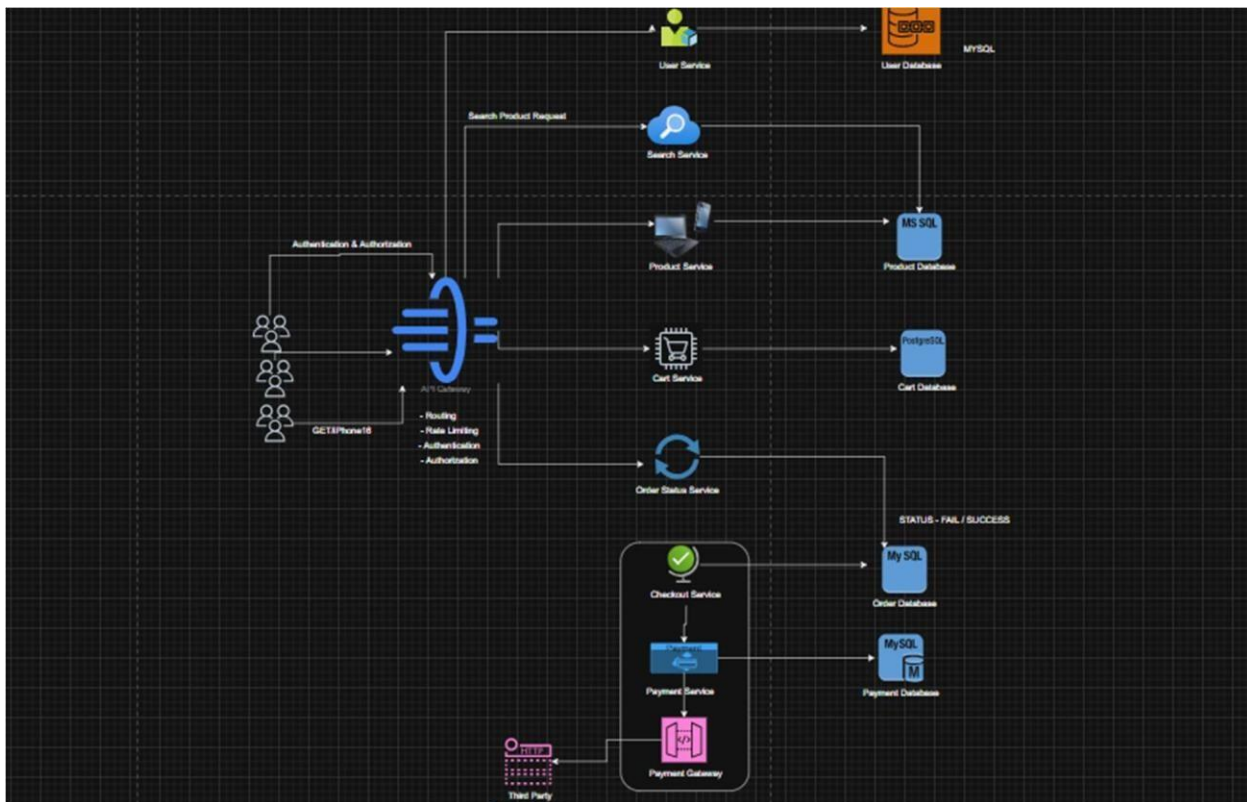 User Service
User Database
MYSQL
Search Product Request
Search Service
MS SQL
Product Service
Product Database
Authentication & Authorization
PostgreSQL
Cart Service
Cart Database
API Gateway
- Routing
- Rate Limiting
- Authentication
- Authorization
GET/iPhone16
Order Status Service
STATUS - FAIL / SUCCESS
My SQL
Checkout Service
Order Database
Payment
MySQL
M
Payment Service
Payment Database
HTTP
</>
Payment Gateway
Third Party